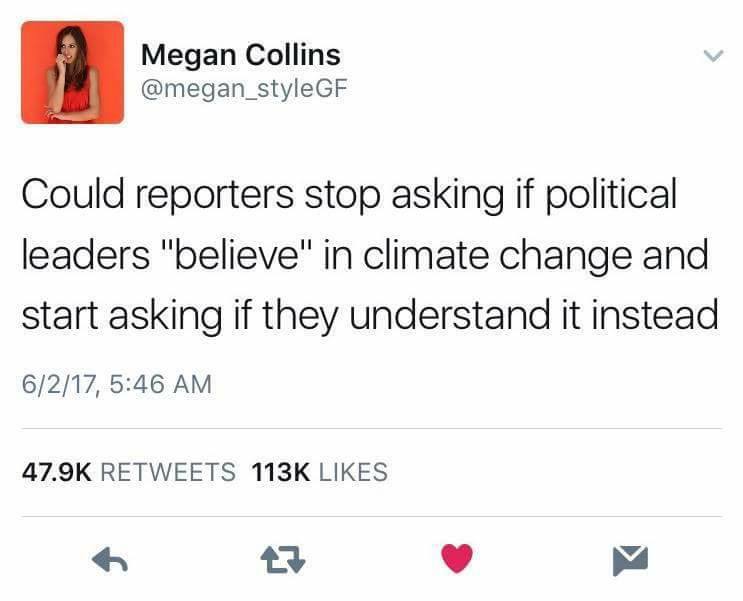 Megan Collins
@megan_styleGF
Could reporters stop asking if political
leaders "believe" in climate change and
start asking if they understand it instead
6/2/17, 5:46 AM
47.9K RETWEETS 113K LIKES